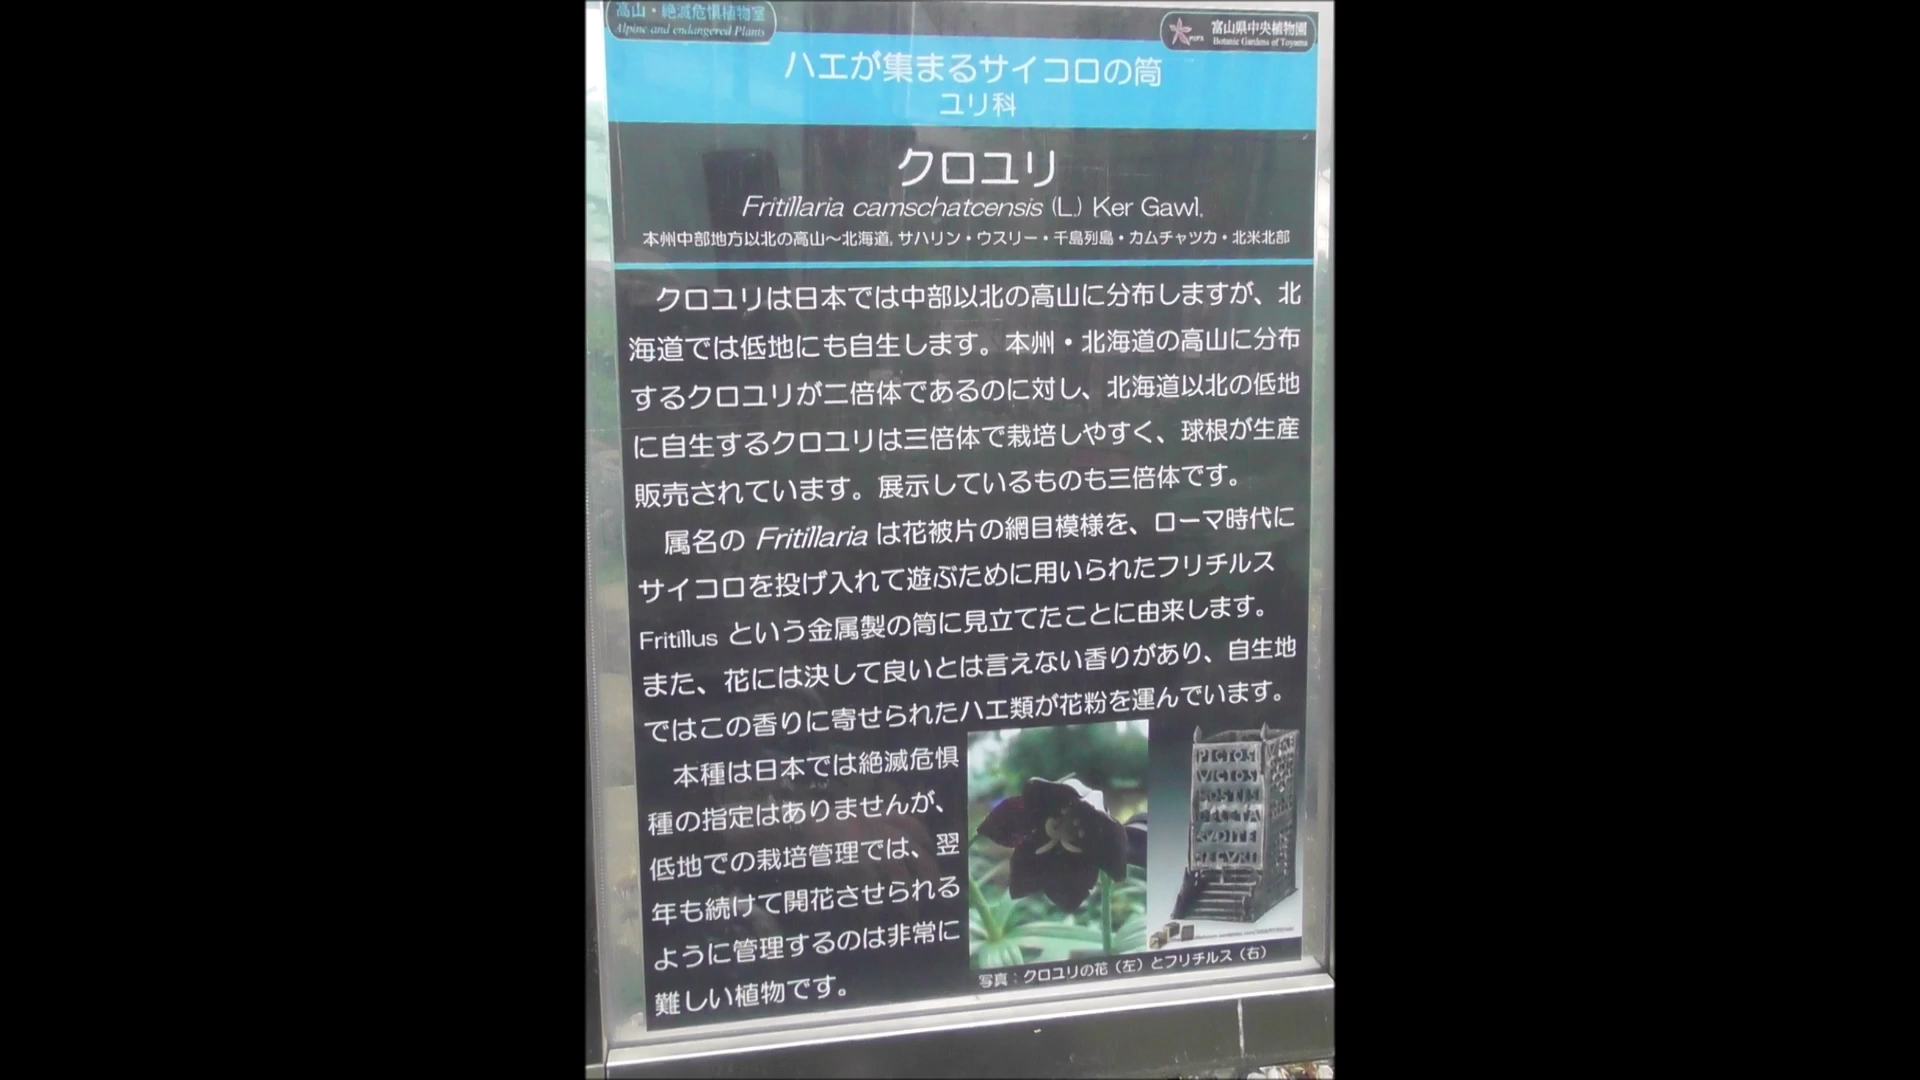 高山・絶滅危惧植物室
Alpine and endangered Plants
富山県中央植物園
Botanic Gardens of Toyama
ハエが集まるサイコロの筒
ユリ科
クロユリ
Fritillaria camschatcensis (L.) Ker Gawl.
本州中部地方以北の高山〜北海道, サハリン・ウスリー・千島列島・カムチャツカ・北米北部
クロユリは日本では中部以北の高山に分布しますが、北
海道では低地にも自生します。本州・北海道の高山に分布
するクロユリが二倍体であるのに対し、北海道以北の低地
に自生するクロユリは三倍体で栽培しやすく、球根が生産
販売されています。展示しているものも三倍体です。
属名の Fritillaria は花被片の網目模様を、ローマ時代に
サイコロを投げ入れて遊ぶために用いられたフリチルス
Fritillus という金属製の筒に見立てたことに由来します。
また、花には決して良いとは言えない香りがあり、自生地
ではこの香りに寄せられたハエ類が花粉を運んでいます。
本種は日本では絶滅危惧
種の指定はありませんが、
低地での栽培管理では、翌
年も続けて開花させられる
ように管理するのは非常に
難しい植物です。
PICTOS
VICTOS
HOSTIS
DELETA
LVDITE
SECVRI
写真：クロユリの花（左）とフリチルス（右）